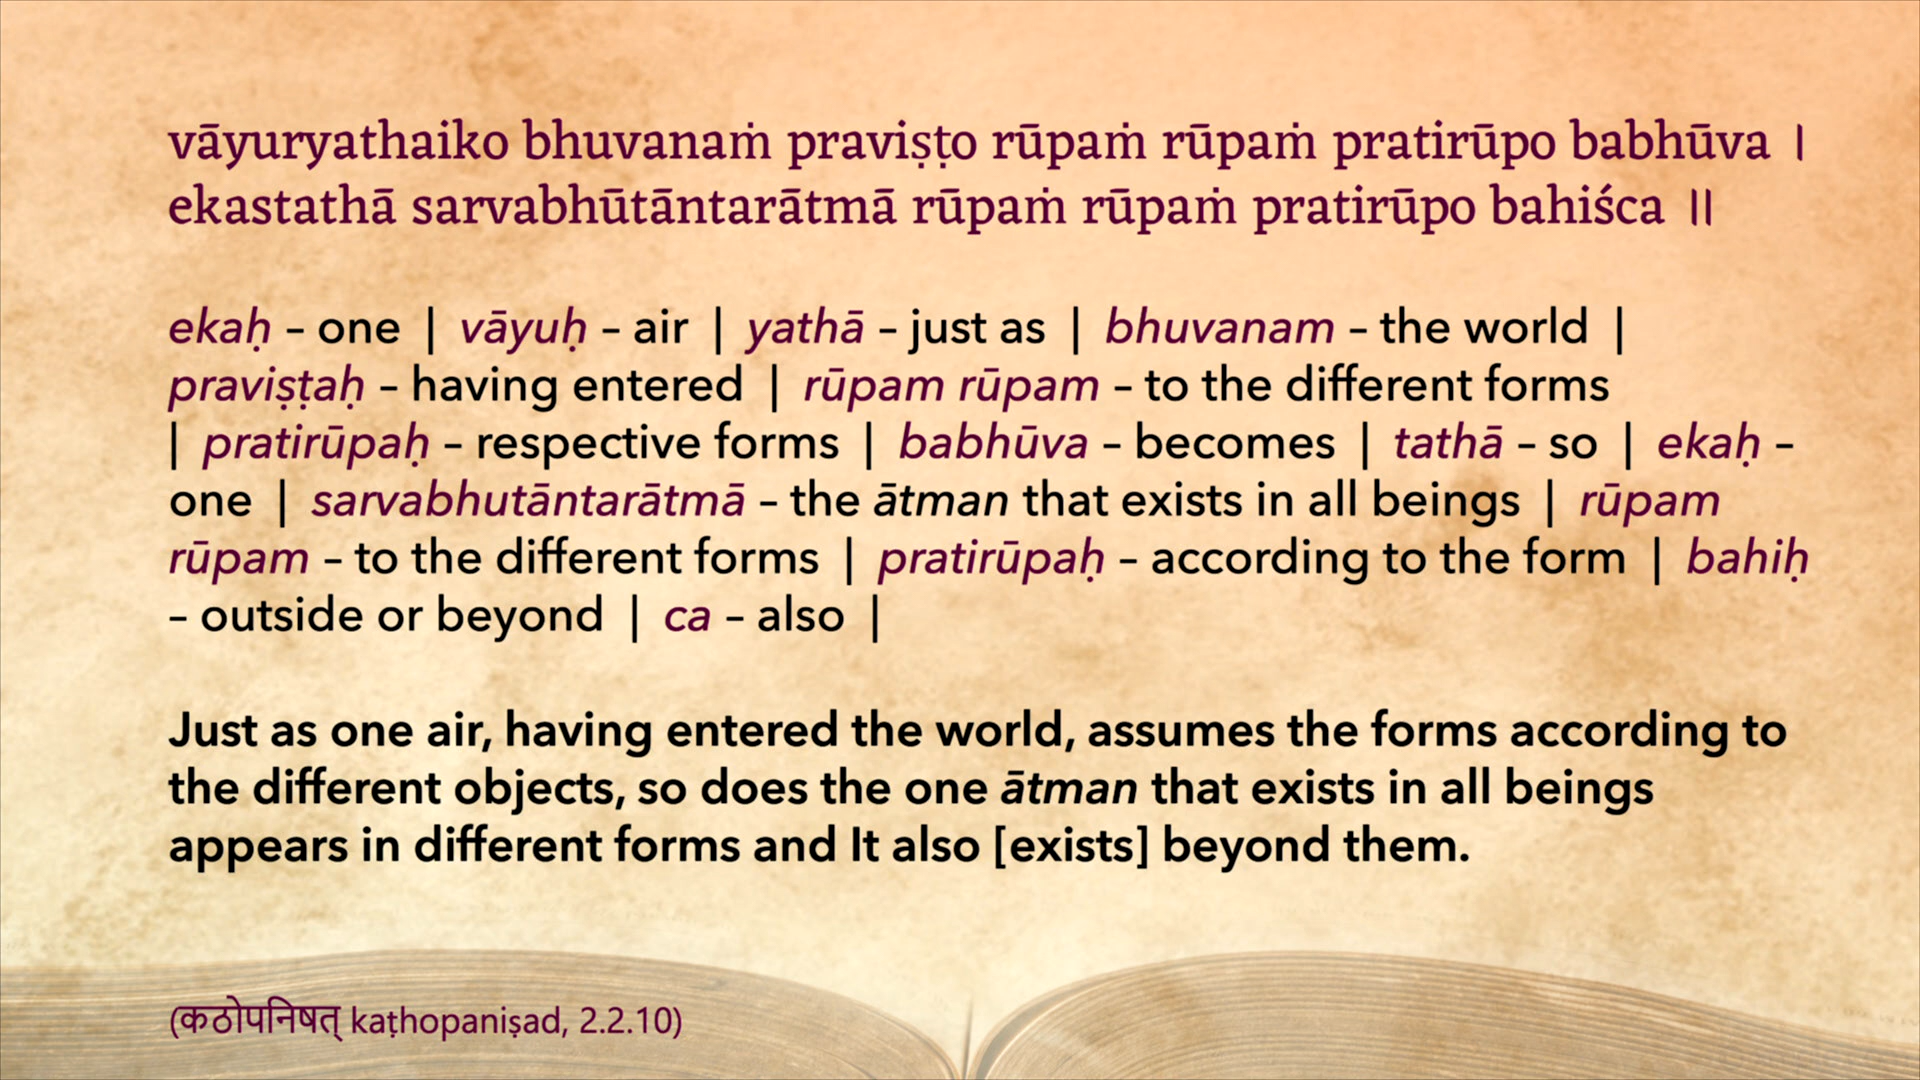 vāyuryathaiko bhuvanaṁ praviṣṭo rūpaṁ rūpaṁ pratirūpo babhūva ।
ekastathā sarvabhūtāntarātmā rūpaṁ rūpaṁ pratirūpo bahiśca ॥
ekaḥ – one | vāyuḥ – air | yathā – just as | bhuvanam – the world |
praviṣṭaḥ – having entered | rūpam rūpam – to the different forms
| pratirūpaḥ – respective forms | babhūva – becomes | tathā – so | ekaḥ –
one | sarvabhutāntarātmā – the ātman that exists in all beings | rūpam
rūpam – to the different forms | pratirūpaḥ – according to the form | bahiḥ
– outside or beyond | ca – also |
Just as one air, having entered the world, assumes the forms according to
the different objects, so does the one ātman that exists in all beings
appears in different forms and It also [exists] beyond them.
(कठोपनिषत् kaṭhopaniṣad, 2.2.10)